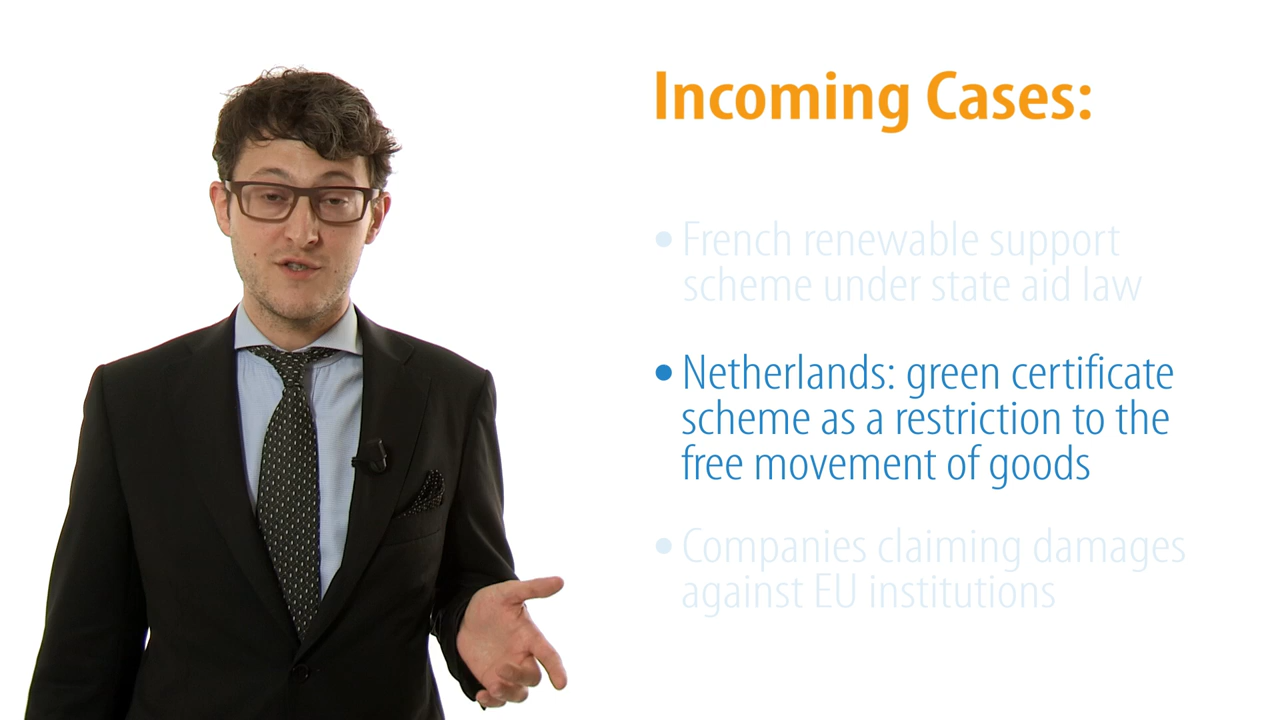 Incoming Cases:
• French renewable support
scheme under state aid law
• Netherlands: green certificate
scheme as a restriction to the
free movement of goods
• Companies claiming damages
against EU institutions